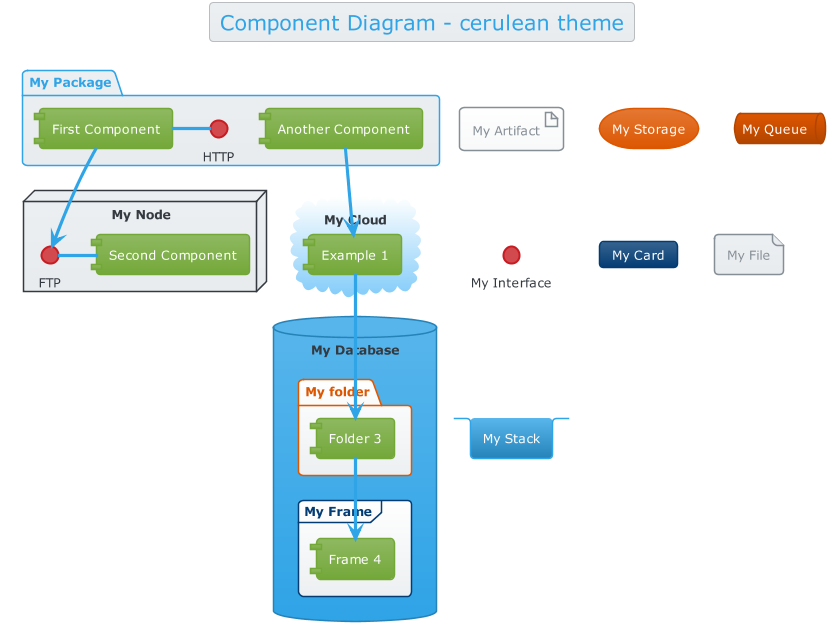 Component Diagram - cerulean theme
My Package
First Component
HTTP
Another Component
My Artifact
My Storage
My Queue
My Node
FTP
Second Component
My Cloud
Example 1
My Interface
My Card
My File
My Database
My folder
Folder 3
My Stack
My Frame
Frame 4